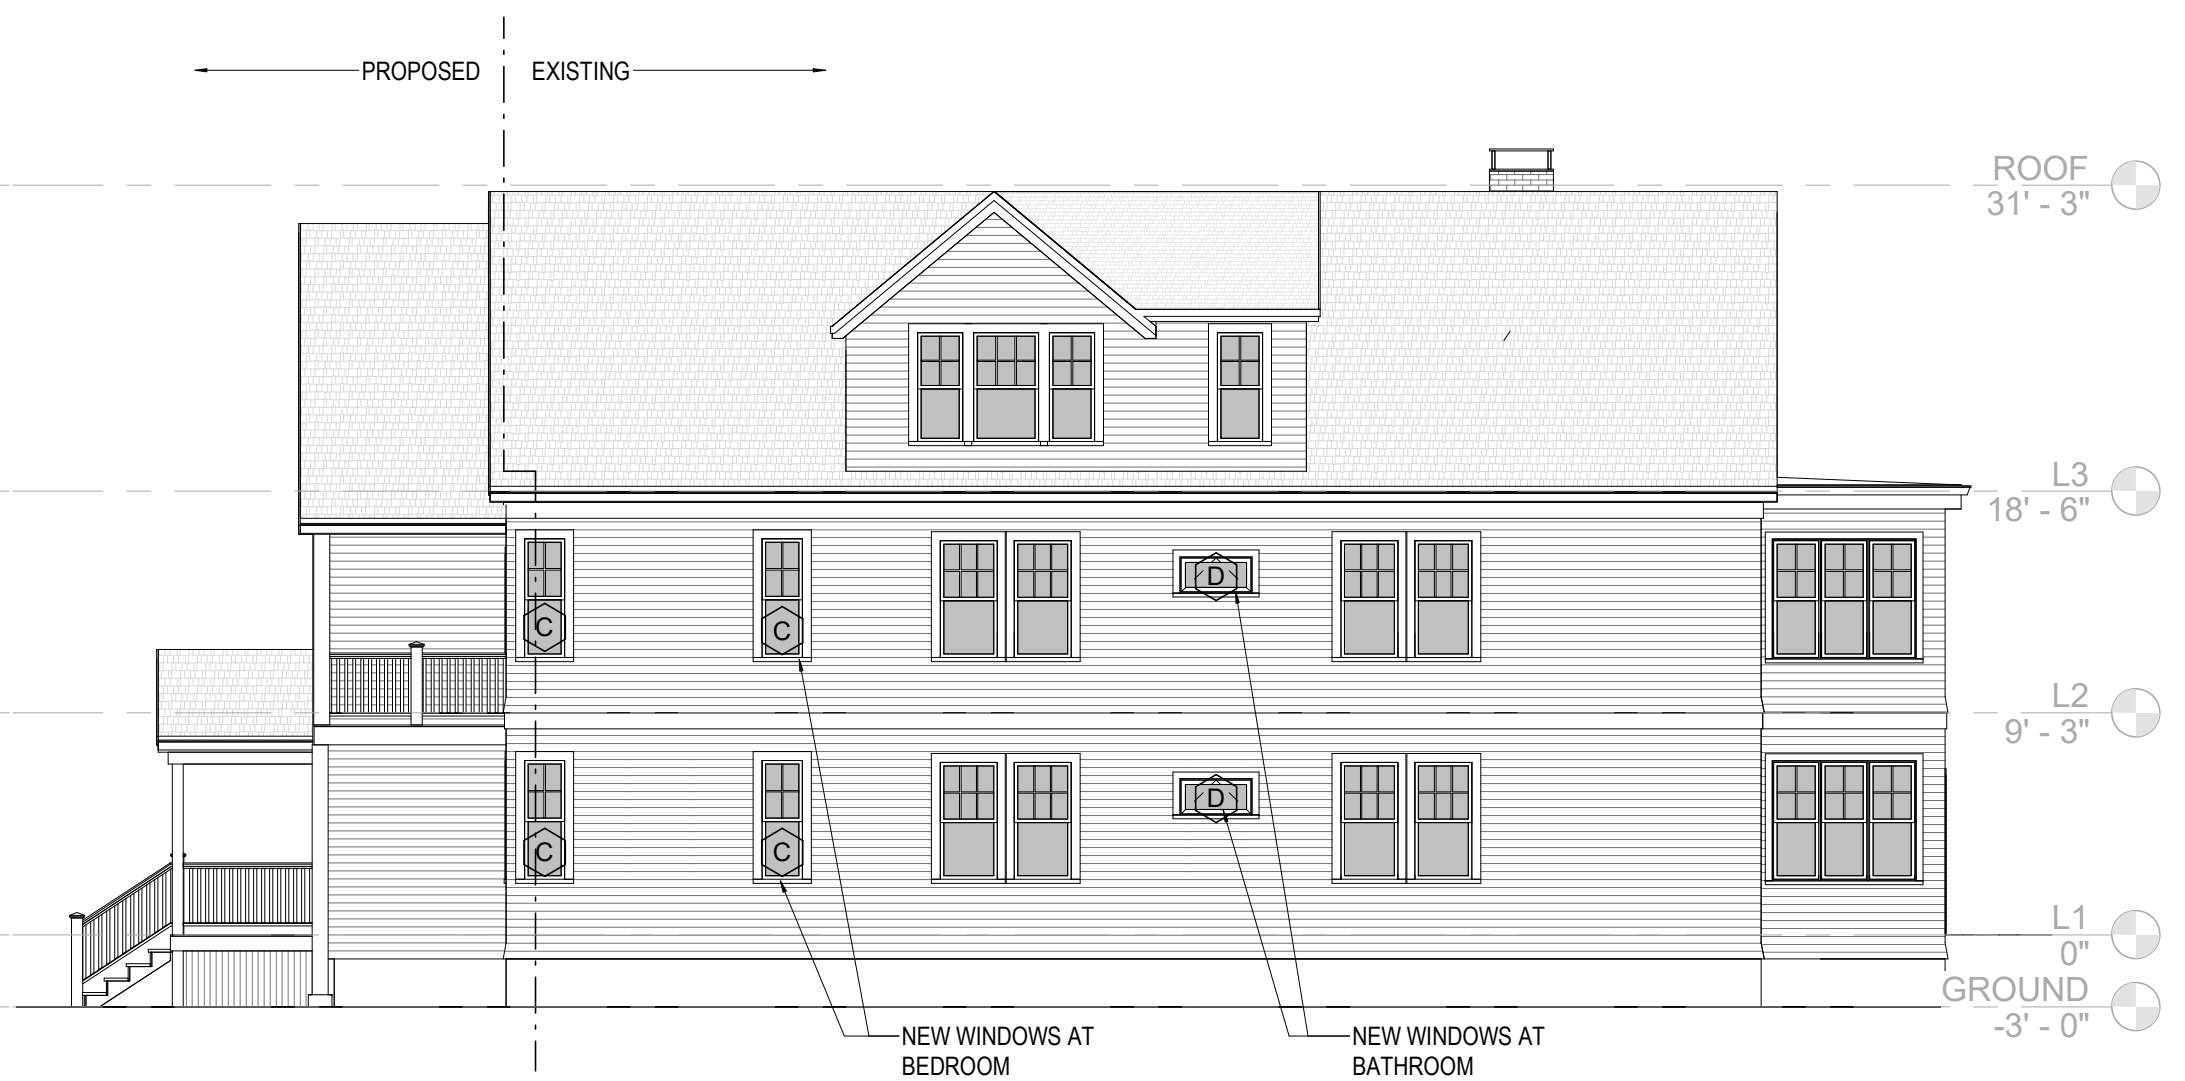 PROPOSED EXISTING
ROOF
31' - 3"
L3
18' - 6"
D
C
C
L2
9' - 3"
D
C
C
L1
0"
GROUND
-3' - 0"
NEW WINDOWS AT
BEDROOM
NEW WINDOWS AT
BATHROOM